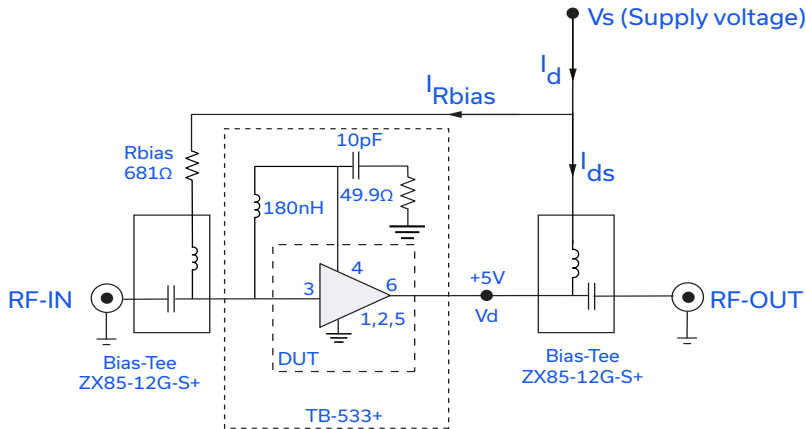 Vs (Supply voltage)
Id
IRbias
Ids
Rbias
681Ω
10pF
49.9Ω
180nH
4
3
6
1,2,5
DUT
TB-533+
RF-IN
+5V
Vd
RF-OUT
Bias-Tee
ZX85-12G-S+
Bias-Tee
ZX85-12G-S+